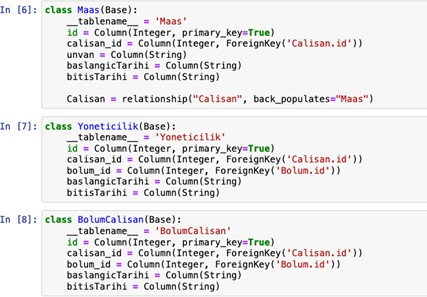 In [6]: class Maas(Base):
__tablename__ = 'Maas'
id = Column(Integer, primary_key=True)
calisan_id = Column(Integer, ForeignKey('Calisan.id'))
unvan = Column(String)
baslangicTarihi = Column(String)
bitisTarihi = Column(String)
Calisan = relationship("Calisan", back_populates="Maas")
In [7]: class Yoneticilik(Base):
__tablename__ = 'Yoneticilik'
id = Column(Integer, primary_key=True)
calisan_id = Column(Integer, ForeignKey('Calisan.id'))
bolum_id = Column(Integer, ForeignKey('Bolum.id'))
baslangicTarihi = Column(String)
bitisTarihi = Column(String)
In [8]: class BolumCalisan(Base):
__tablename__ = 'BolumCalisan'
id = Column(Integer, primary_key=True)
calisan_id = Column(Integer, ForeignKey('Calisan.id'))
bolum_id = Column(Integer, ForeignKey('Bolum.id'))
baslangicTarihi = Column(String)
bitisTarihi = Column(String)